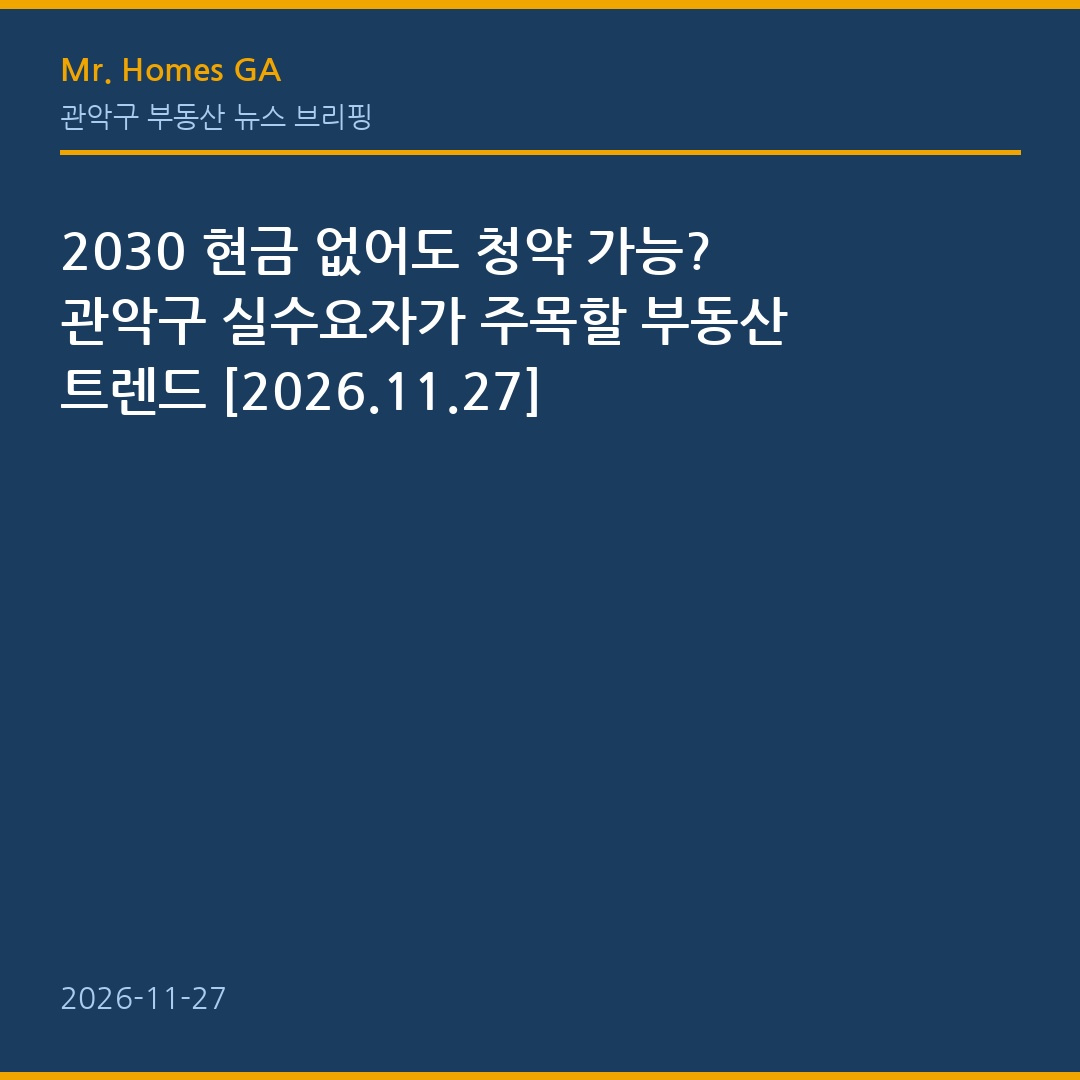 Mr. Homes GA
관악구 부동산 뉴스 브리핑
2030 현금 없어도 청약 가능?
관악구 실수요자가 주목할 부동산
트렌드 [2026.11.27]
2026-11-27